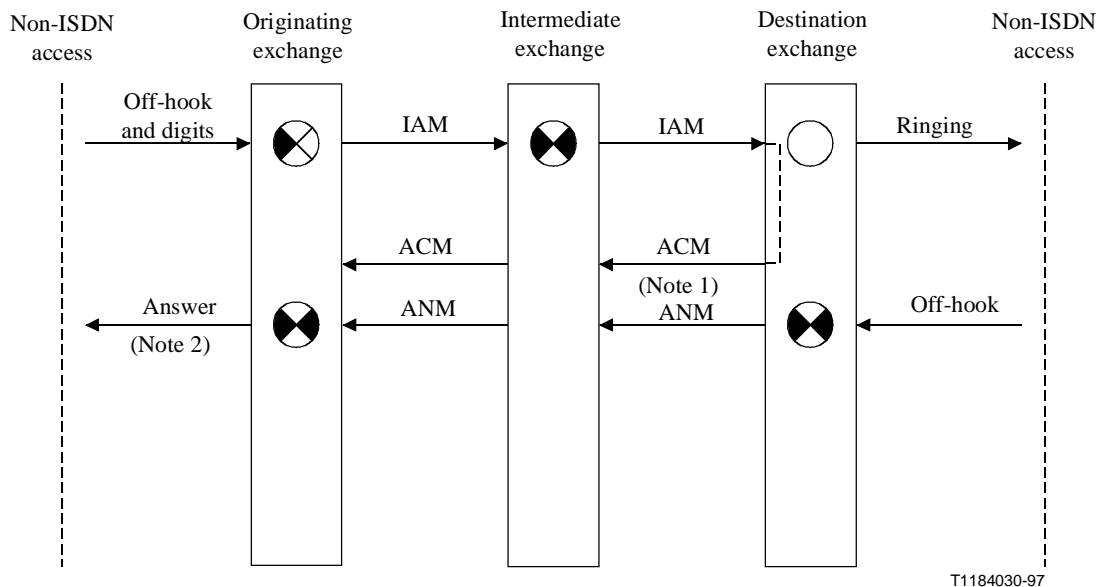 Non-ISDN
access
Originating
exchange
Intermediate
exchange
Destination
exchange
Non-ISDN
access
Off-hook
and digits
IAM
IAM
Ringing
ACM
ACM
(Note 1)
Answer
(Note 2)
ANM
ANM
Off-hook
T1184030-97